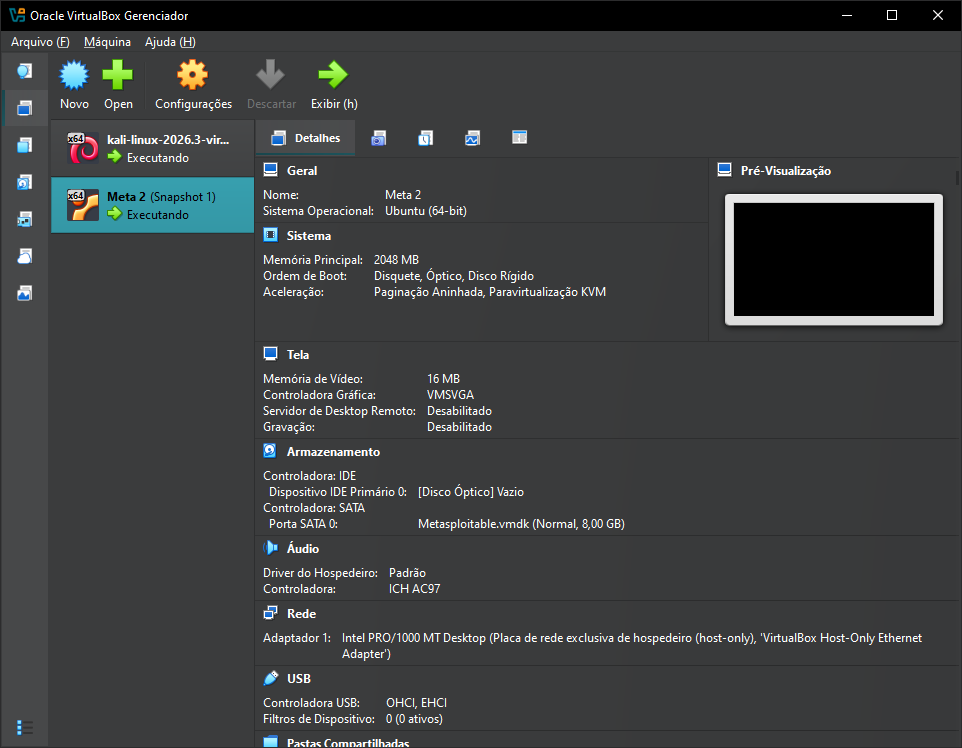 Oracle VirtualBox Gerenciador
Arquivo (F) Máquina Ajuda (H)
Novo Open Configurações Descartar Exibir (h)
x64 kali-linux-2026.3-vir...
Executando
x64 Meta 2 (Snapshot 1)
Executando
Detalhes
Geral
Nome: Meta 2
Sistema Operacional: Ubuntu (64-bit)
Pré-Visualização
Sistema
Memória Principal: 2048 MB
Ordem de Boot: Disquete, Óptico, Disco Rígido
Aceleração: Paginação Aninhada, Paravirtualização KVM
Tela
Memória de Vídeo: 16 MB
Controladora Gráfica: VMSVGA
Servidor de Desktop Remoto: Desabilitado
Gravação: Desabilitado
Armazenamento
Controladora: IDE
Dispositivo IDE Primário 0: [Disco Óptico] Vazio
Controladora: SATA
Porta SATA 0: Metasploitable.vmdk (Normal, 8,00 GB)
Áudio
Driver do Hospedeiro: Padrão
Controladora: ICH AC97
Rede
Adaptador 1: Intel PRO/1000 MT Desktop (Placa de rede exclusiva de hospedeiro (host-only), 'VirtualBox Host-Only Ethernet
Adapter')
USB
Controladora USB: OHCI, EHCI
Filtros de Dispositivo: 0 (0 ativos)
Pastas Compartilhadas